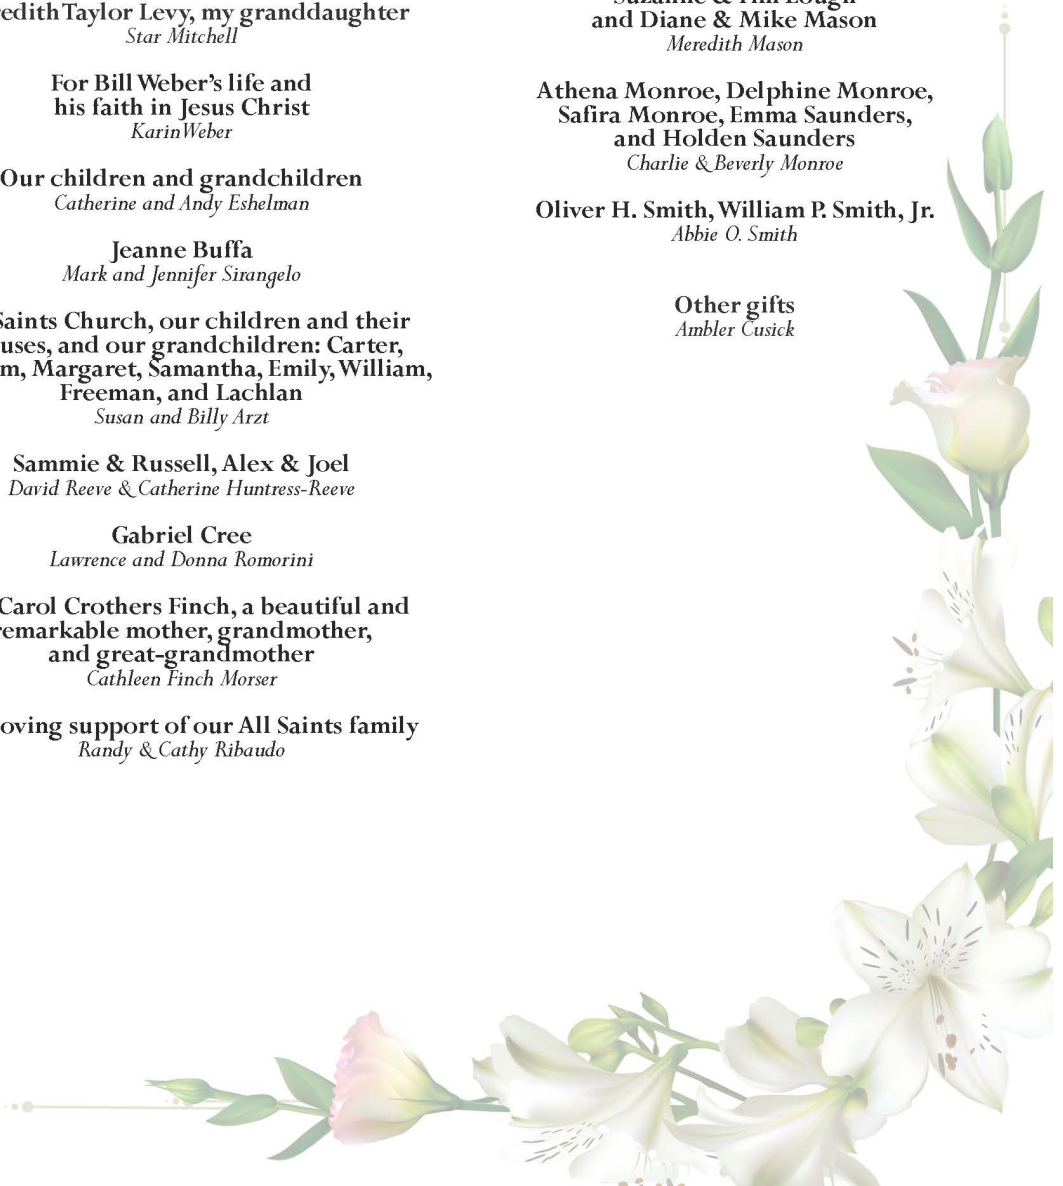 Taylor Levy, my granddaughter
Star Mitchell
For Bill Weber's life and
his faith in Jesus Christ
Karin Weber
Our children and grandchildren
Catherine and Andy Eshelman
Jeanne Buffa
Mark and Jennifer Sirangelo
Saints Church, our children and their
and our grandchildren: Carter,
Margaret, Samantha, Emily, William,
Freeman, and Lachlan
Susan and Billy Arzt
Sammie & Russell, Alex & Joel
David Reeve & Catherine Huntress-Reeve
Gabriel Cree
Lawrence and Donna Romorini
Carol Crothers Finch, a beautiful and
remarkable mother, grandmother,
and great-grandmother
Cathleen Finch Morser
support of our All Saints family
Randy & Cathy Ribaudo
and Diane & Mike Mason
Meredith Mason
Athena Monroe, Delphine Monroe,
Safira Monroe, Emma Saunders,
and Holden Saunders
Charlie & Beverly Monroe
Oliver H. Smith, William P. Smith, Jr.
Abbie O. Smith
Other gifts
Ambler Cusick